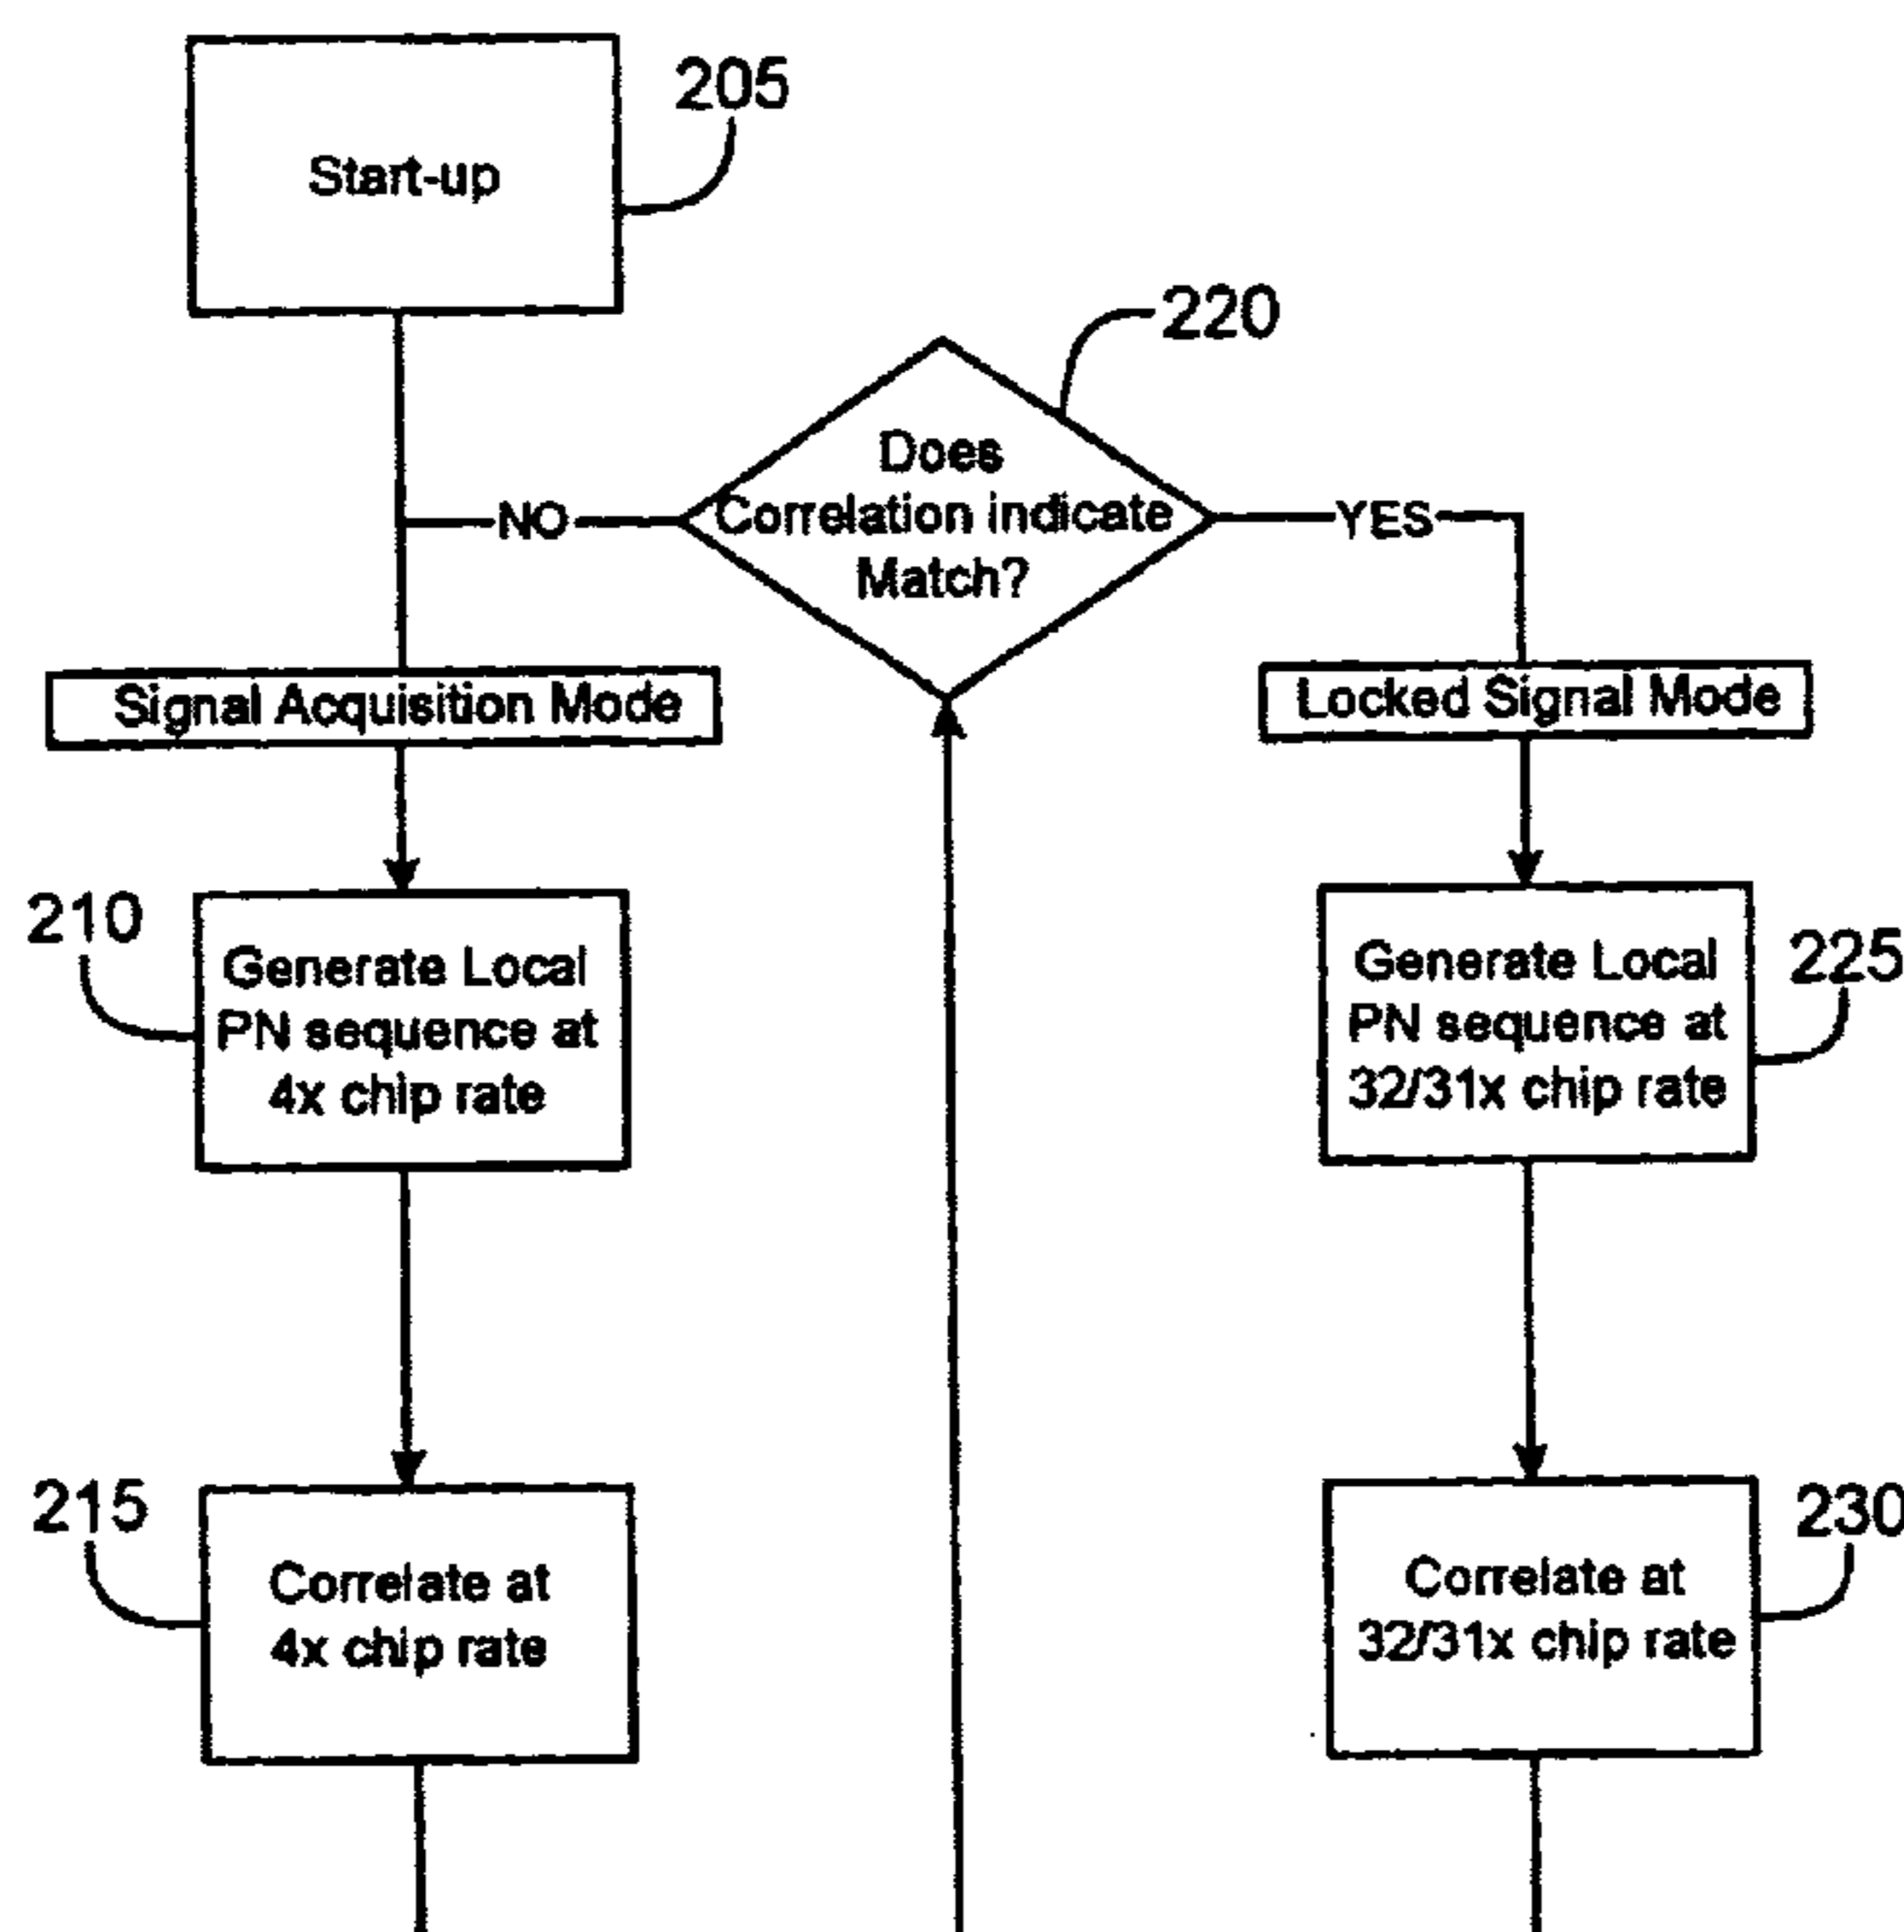 Start-up
205
220
Does
Correlation indicate
Match?
NO
YES
Signal Acquisition Mode
Locked Signal Mode
210
Generate Local
PN sequence at
4x chip rate
Generate Local
PN sequence at
32/31x chip rate
225
215
Correlate at
4x chip rate
Correlate at
32/31x chip rate
230